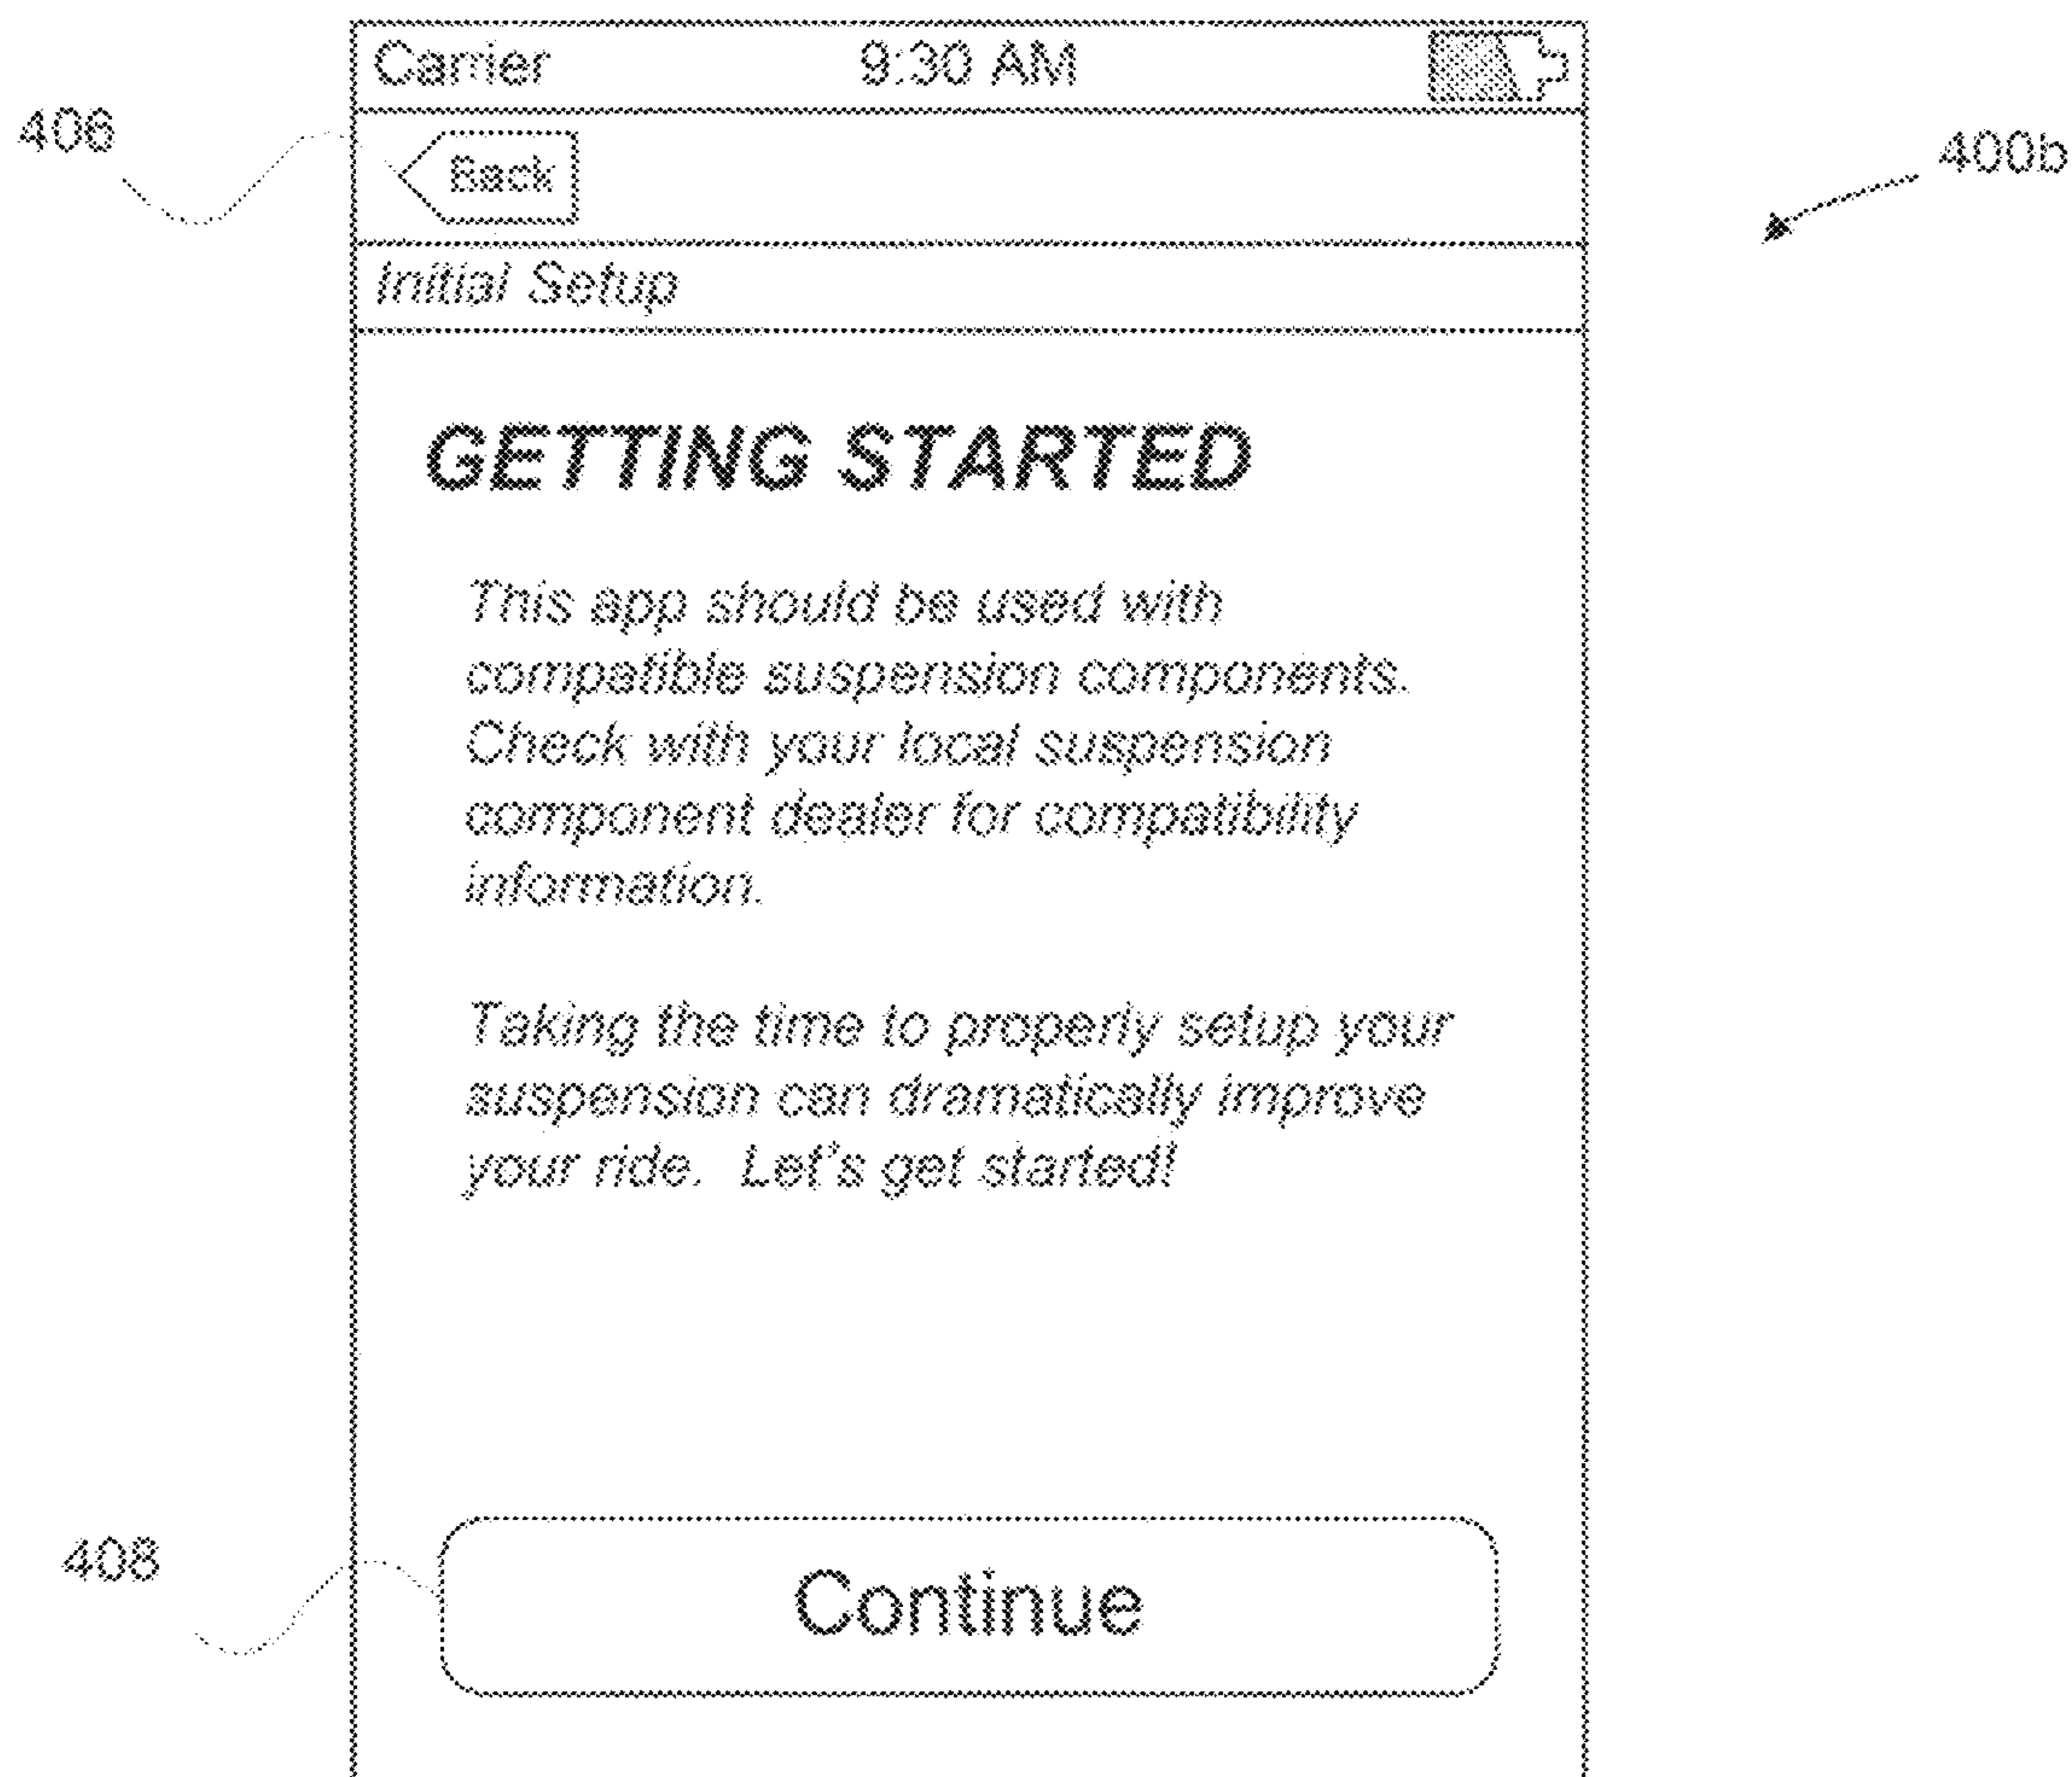 Carrier 9:30 AM
406
Back
400b
Initial Setup
GETTING STARTED
This app should be used with
compatible suspension components.
Check with your local suspension
component dealer for compatibility
information.
Taking the time to properly setup your
suspension can dramatically improve
your ride. Let's get started!
408
Continue